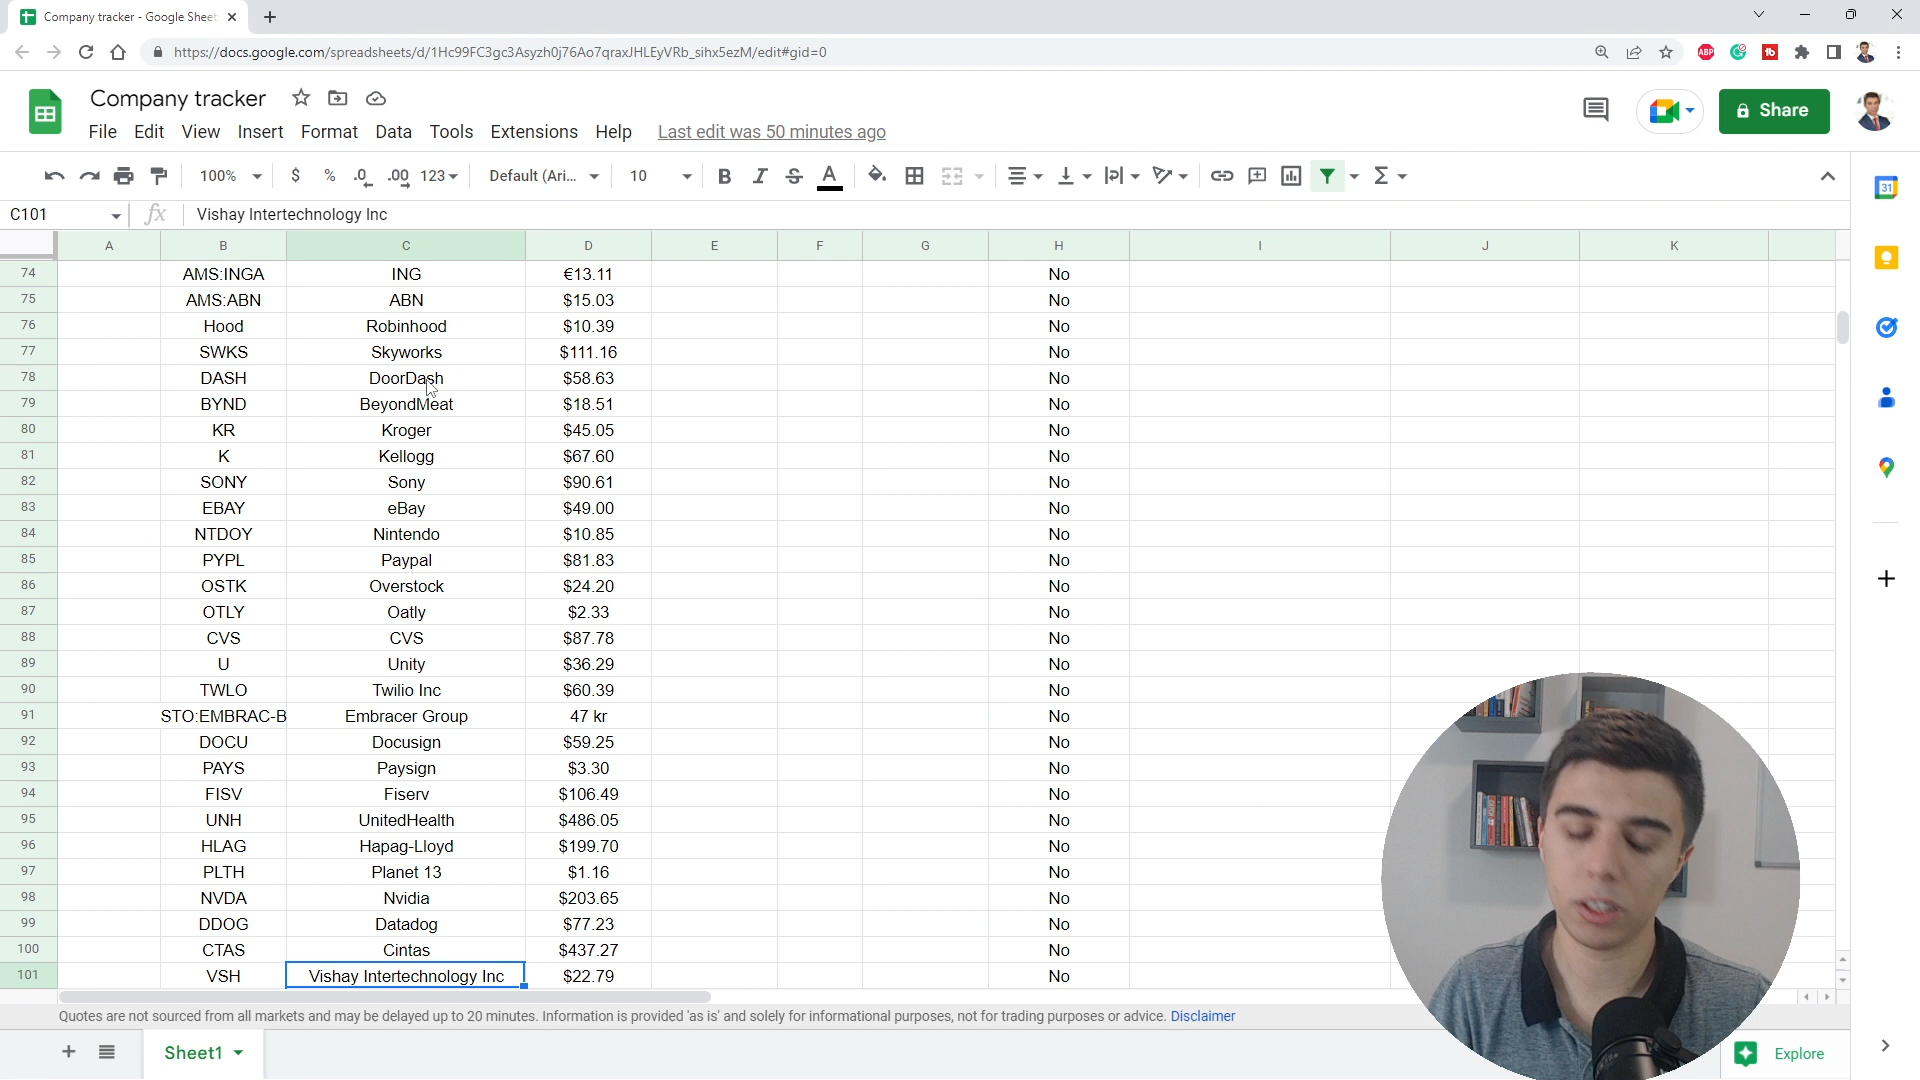 Company tracker - Google Sheet
https://docs.google.com/spreadsheets/d/1Hc99FC3gc3Asyzh0j76Ao7qraxJHLEyVRb_sihx5ezM/edit#gid=0
ABP
Company tracker
File Edit View Insert Format Data Tools Extensions Help Last edit was 50 minutes ago
Share
100% $ % .0 .00 123 Default (Ari... 10 B I S A Σ
31
C101 fx Vishay Intertechnology Inc
A B C D E F G H I J K
74 AMS:INGA ING €13.11 No
75 AMS:ABN ABN $15.03 No
76 Hood Robinhood $10.39 No
77 SWKS Skyworks $111.16 No
78 DASH DoorDash $58.63 No
79 BYND BeyondMeat $18.51 No
80 KR Kroger $45.05 No
81 K Kellogg $67.60 No
82 SONY Sony $90.61 No
83 EBAY eBay $49.00 No
84 NTDOY Nintendo $10.85 No
85 PYPL Paypal $81.83 No
86 OSTK Overstock $24.20 No
87 OTLY Oatly $2.33 No
88 CVS CVS $87.78 No
89 U Unity $36.29 No
90 TWLO Twilio Inc $60.39 No
91 STO:EMBRAC-B Embracer Group 47 kr No
92 DOCU Docusign $59.25 No
93 PAYS Paysign $3.30 No
94 FISV Fiserv $106.49 No
95 UNH UnitedHealth $486.05 No
96 HLAG Hapag-Lloyd $199.70 No
97 PLTH Planet 13 $1.16 No
98 NVDA Nvidia $203.65 No
99 DDOG Datadog $77.23 No
100 CTAS Cintas $437.27 No
101 VSH Vishay Intertechnology Inc $22.79 No
Quotes are not sourced from all markets and may be delayed up to 20 minutes. Information is provided 'as is' and solely for informational purposes, not for trading purposes or advice. Disclaimer
Sheet1
Explore